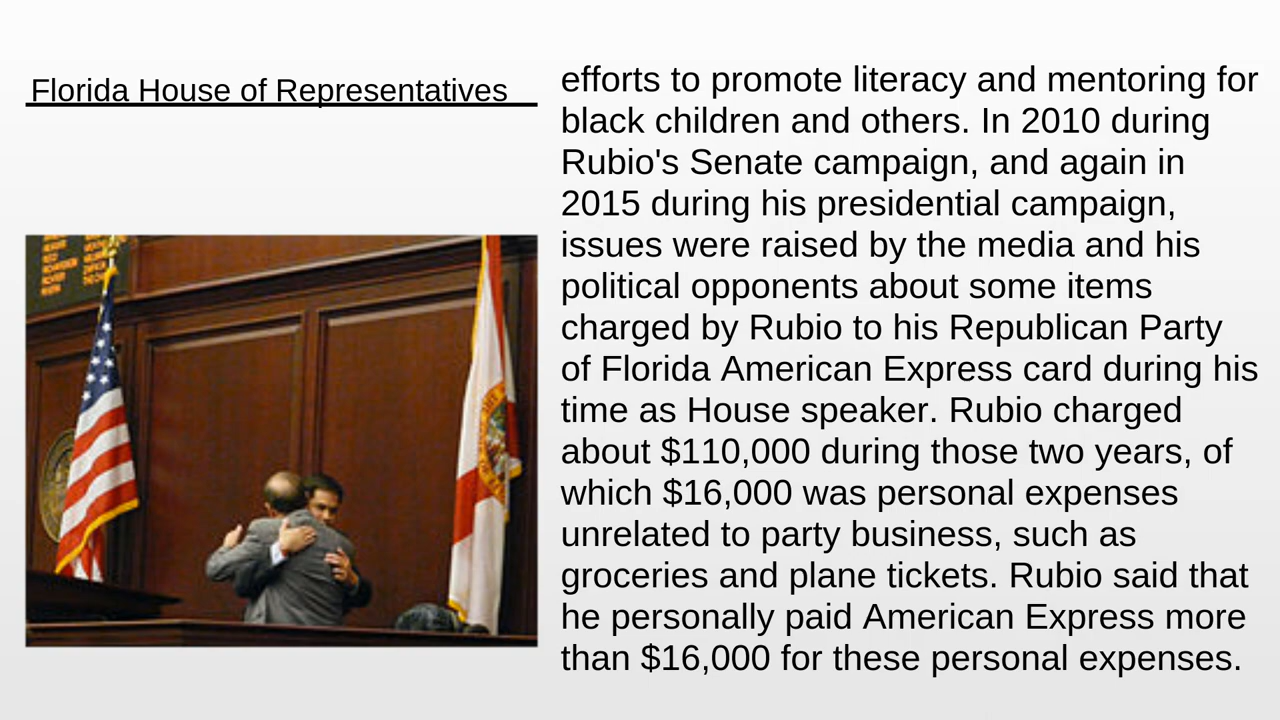 Florida House of Representatives
efforts to promote literacy and mentoring for
black children and others. In 2010 during
Rubio's Senate campaign, and again in
2015 during his presidential campaign,
issues were raised by the media and his
political opponents about some items
charged by Rubio to his Republican Party
of Florida American Express card during his
time as House speaker. Rubio charged
about $110,000 during those two years, of
which $16,000 was personal expenses
unrelated to party business, such as
groceries and plane tickets. Rubio said that
he personally paid American Express more
than $16,000 for these personal expenses.